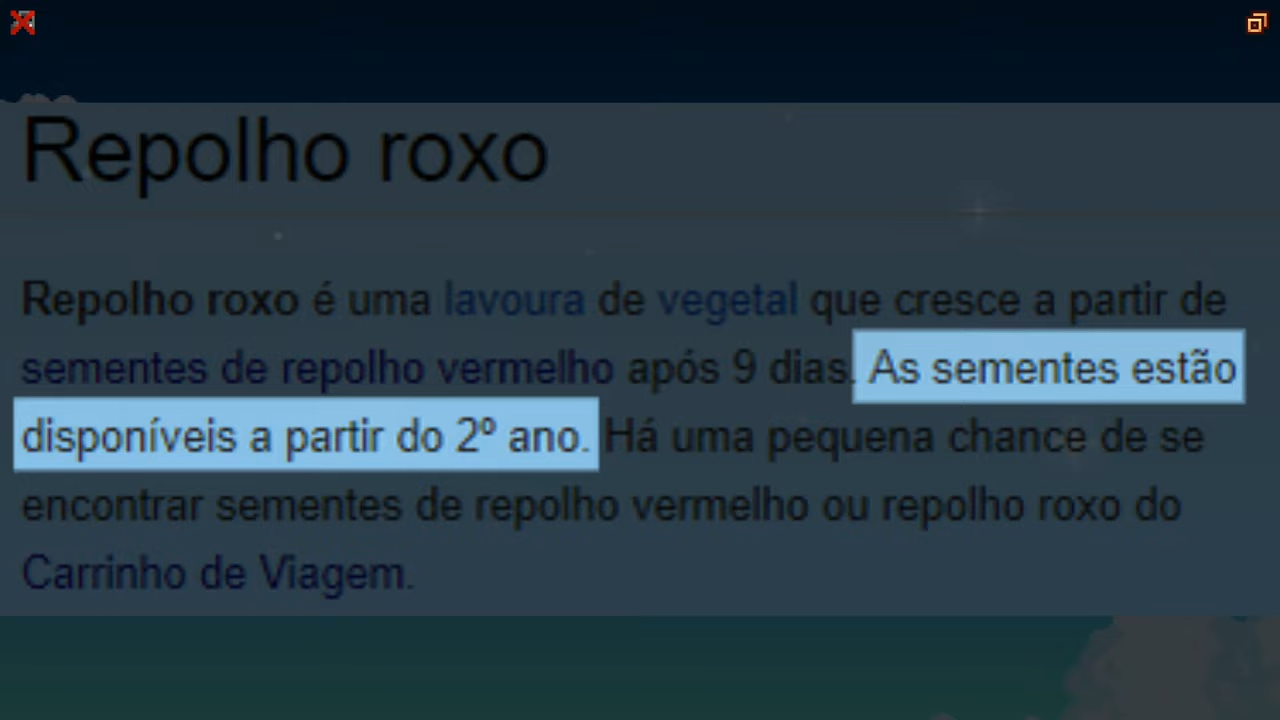 Repolho roxo
Repolho roxo é uma lavoura de vegetal que cresce a partir de
sementes de repolho vermelho após 9 dias. As sementes estão
disponíveis a partir do 2º ano. Há uma pequena chance de se
encontrar sementes de repolho vermelho ou repolho roxo do
Carrinho de Viagem.